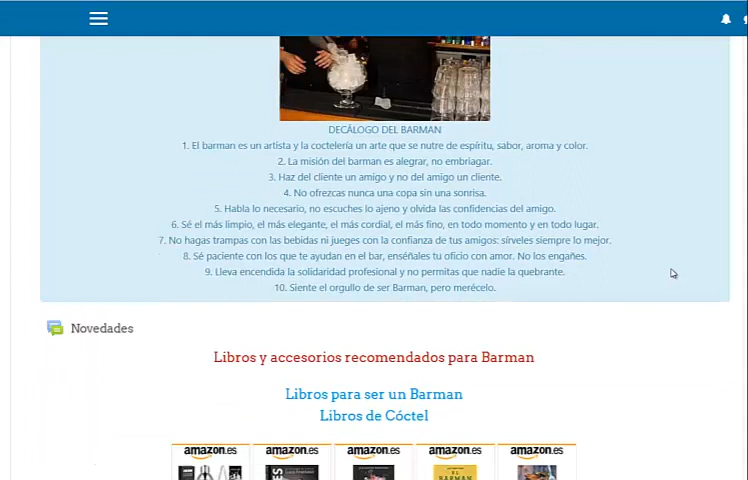 DECÁLOGO DEL BARMAN
1. El barman es un artista y la coctelería un arte que se nutre de espíritu, sabor, aroma y color.
2. La misión del barman es alegrar, no embriagar.
3. Haz del cliente un amigo y no del amigo un cliente.
4. No ofrezcas nunca una copa sin una sonrisa.
5. Habla lo necesario, no escuches lo ajeno y olvida las confidencias del amigo.
6. Sé el más limpio, el más elegante, el más cordial, el más fino, en todo momento y en todo lugar.
7. No hagas trampas con las bebidas ni juegues con la confianza de tus amigos: sírveles siempre lo mejor.
8. Sé paciente con los que te ayudan en el bar, enséñales tu oficio con amor. No los engañes.
9. Lleva encendida la solidaridad profesional y no permitas que nadie la quebrante.
10. Siente el orgullo de ser Barman, pero merécelo.
Novedades
Libros y accesorios recomendados para Barman
Libros para ser un Barman
Libros de Cóctel
amazon.es amazon.es amazon.es amazon.es amazon.es
EL
BARMAN